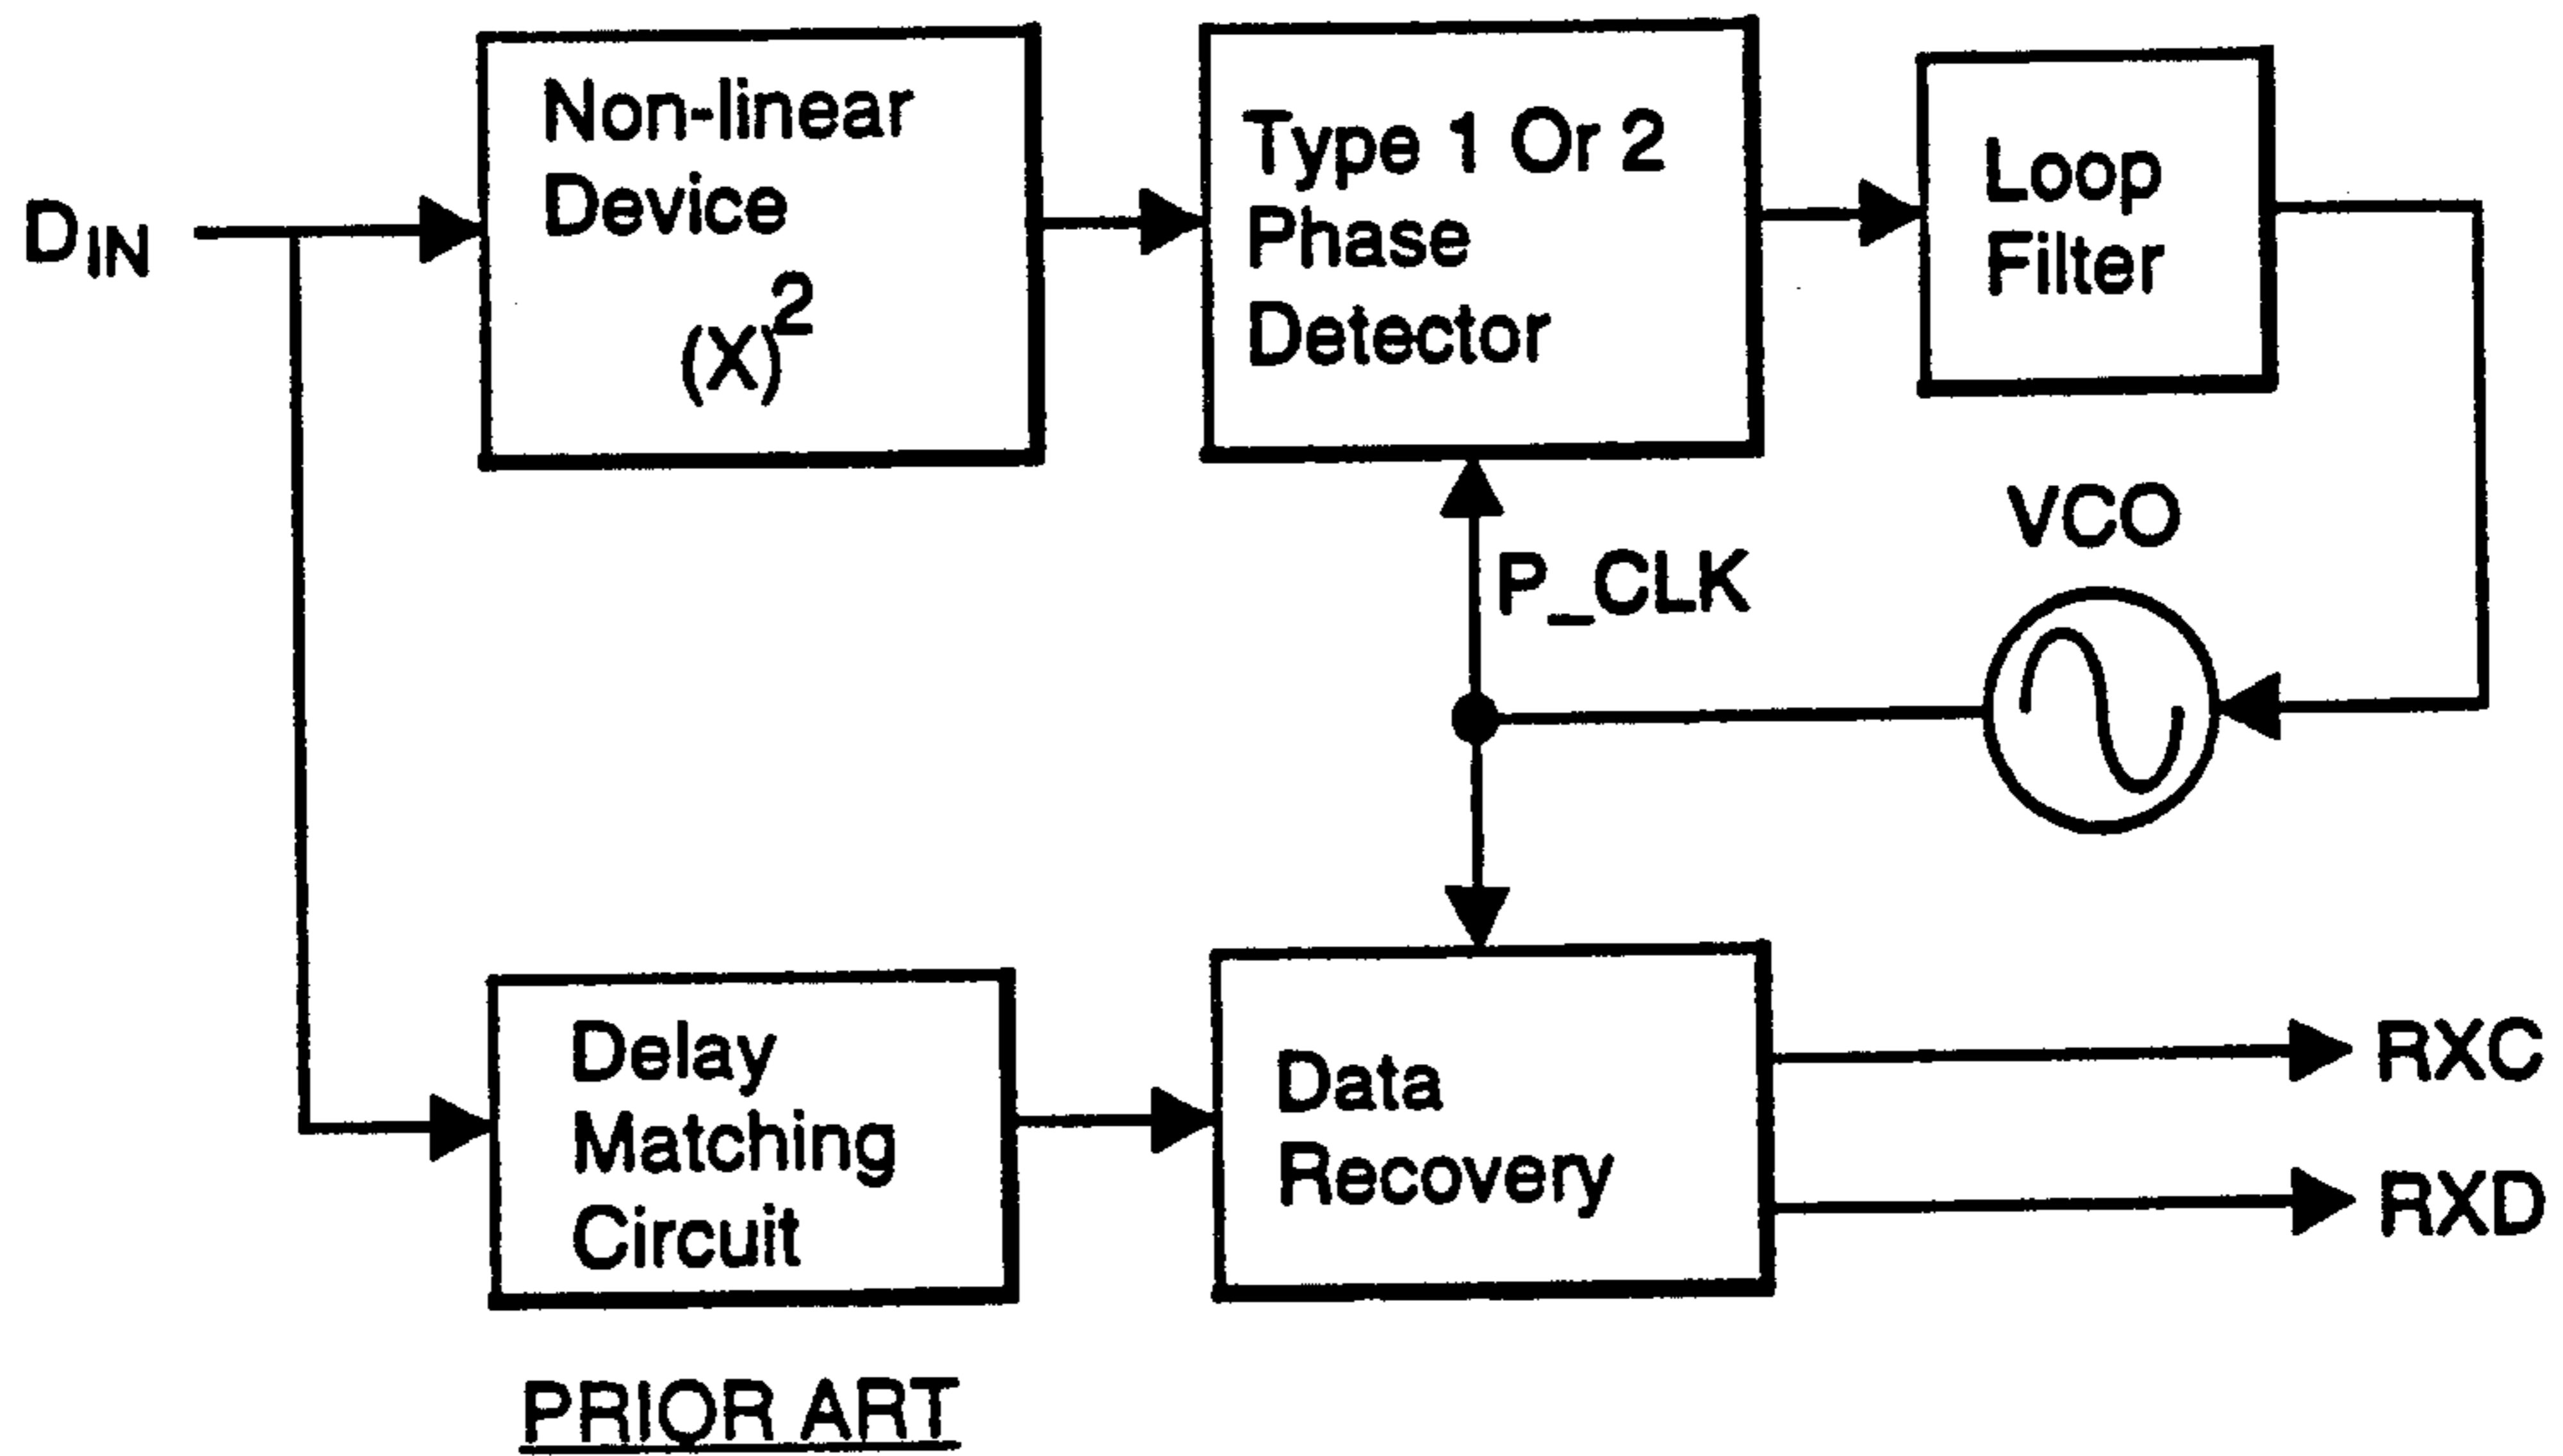 D_IN
Non-linear
Device
(X)^2
Type 1 Or 2
Phase
Detector
Loop
Filter
P_CLK
VCO
Delay
Matching
Circuit
Data
Recovery
RXC
RXD
PRIOR ART